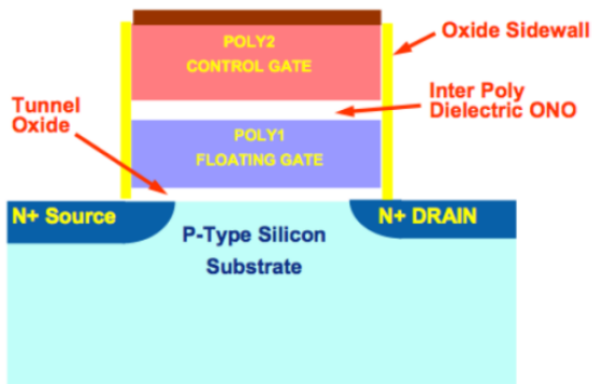 POLY2
CONTROL GATE
Oxide Sidewall
Inter Poly
Dielectric ONO
Tunnel
Oxide
POLY1
FLOATING GATE
N+ Source
N+ DRAIN
P-Type Silicon
Substrate